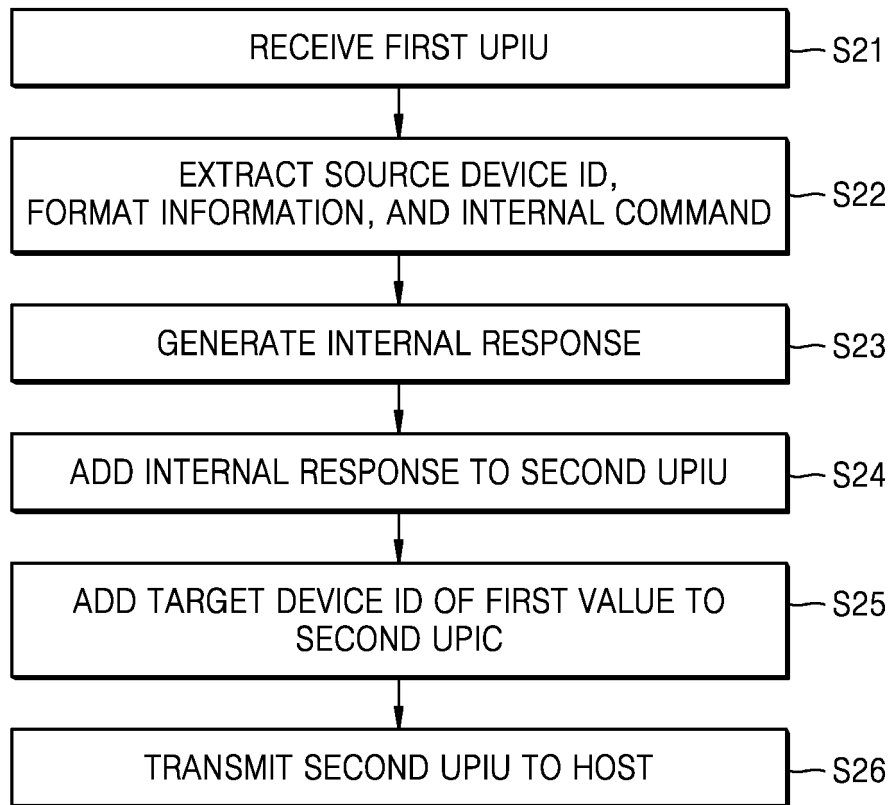 RECEIVE FIRST UPIU
S21
EXTRACT SOURCE DEVICE ID,
FORMAT INFORMATION, AND INTERNAL COMMAND
S22
GENERATE INTERNAL RESPONSE
S23
ADD INTERNAL RESPONSE TO SECOND UPIU
S24
ADD TARGET DEVICE ID OF FIRST VALUE TO
SECOND UPIC
S25
TRANSMIT SECOND UPIU TO HOST
S26